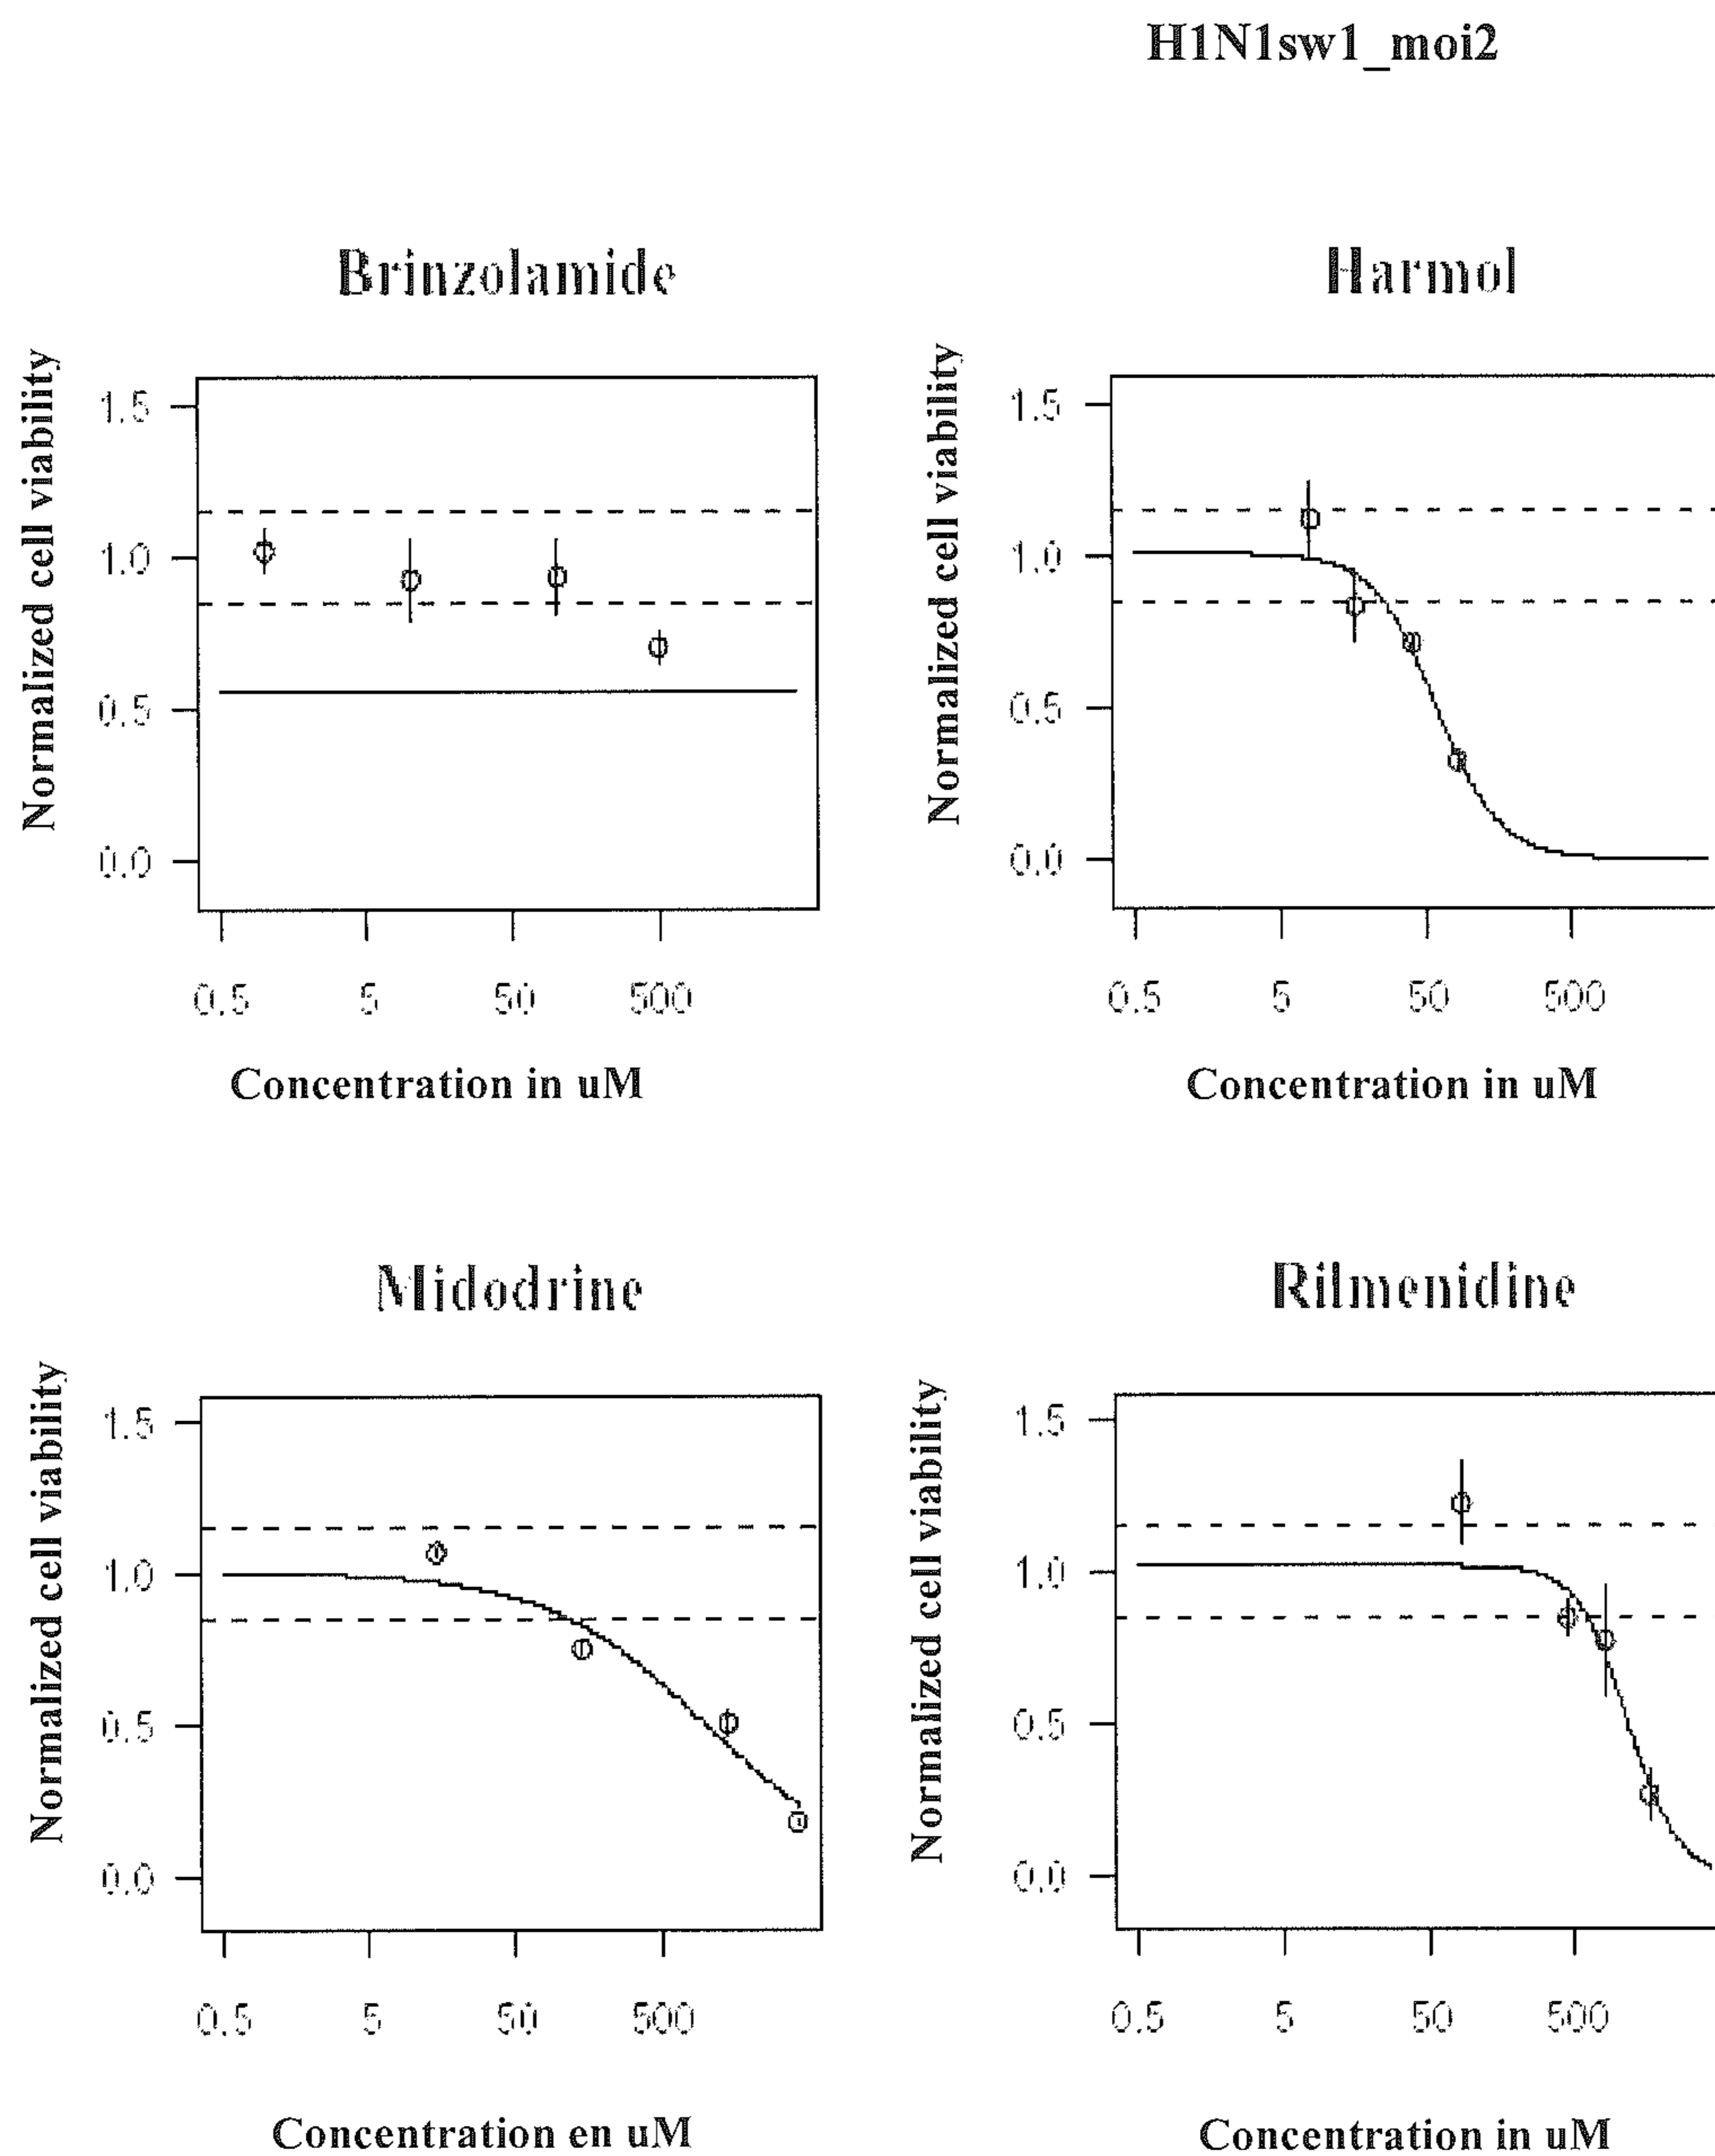 H1N1sw1_moi2
Brinzolamide
Normalized cell viability
1.5
1.0
0.5
0.0
0.5 5 50 500
Concentration in uM
Harmol
Normalized cell viability
1.5
1.0
0.5
0.0
0.5 5 50 500
Concentration in uM
Midodrine
Normalized cell viability
1.5
1.0
0.5
0.0
0.5 5 50 500
Concentration en uM
Rilmenidine
Normalized cell viability
1.5
1.0
0.5
0.0
0.5 5 50 500
Concentration in uM